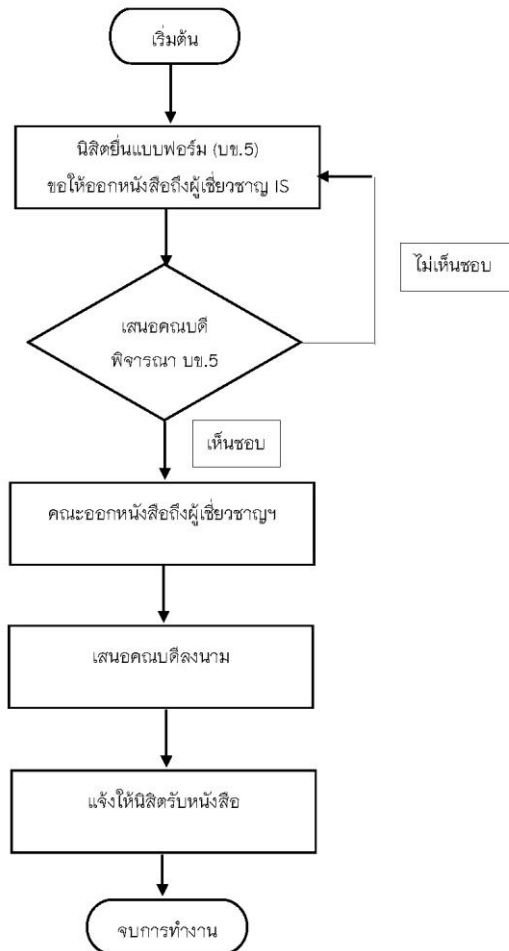 เริ่มต้น
นิสิตยื่นแบบฟอร์ม (บข.5)
ขอให้ออกหนังสือถึงผู้เชี่ยวชาญ IS
ไม่เห็นชอบ
เสนอคณบดี
พิจารณา บข.5
เห็นชอบ
คณะออกหนังสือถึงผู้เชี่ยวชาญฯ
เสนอคณบดีลงนาม
แจ้งให้นิสิตรับหนังสือ
จบการทำงาน